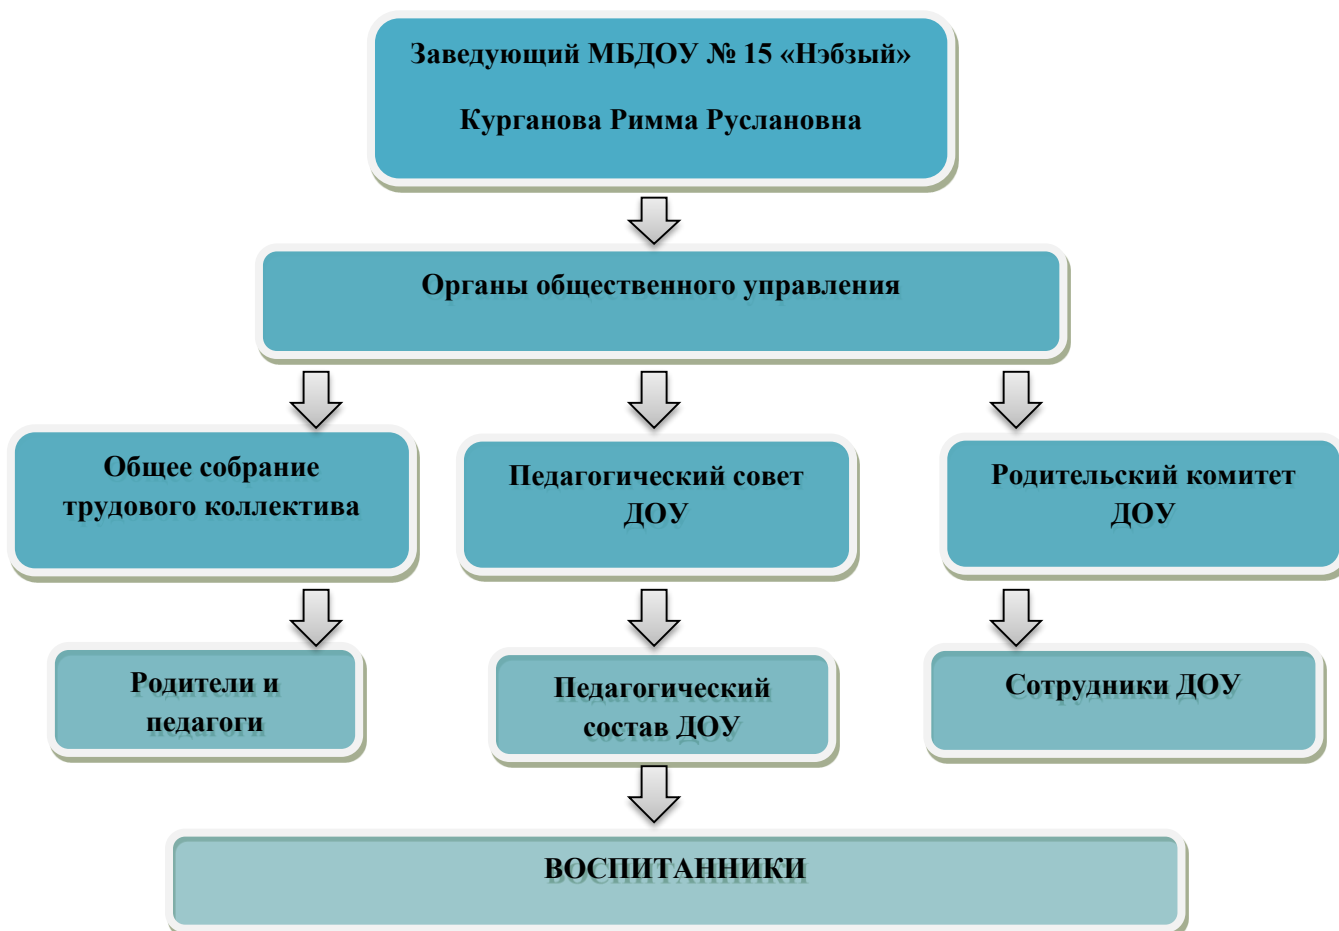 Заведующий МБДОУ № 15 «Нэбзый»
Курганова Римма Руслановна
Органы общественного управления
Общее собрание
трудового коллектива
Педагогический совет
ДОУ
Родительский комитет
ДОУ
Родители и
педагоги
Педагогический
состав ДОУ
Сотрудники ДОУ
ВОСПИТАННИКИ